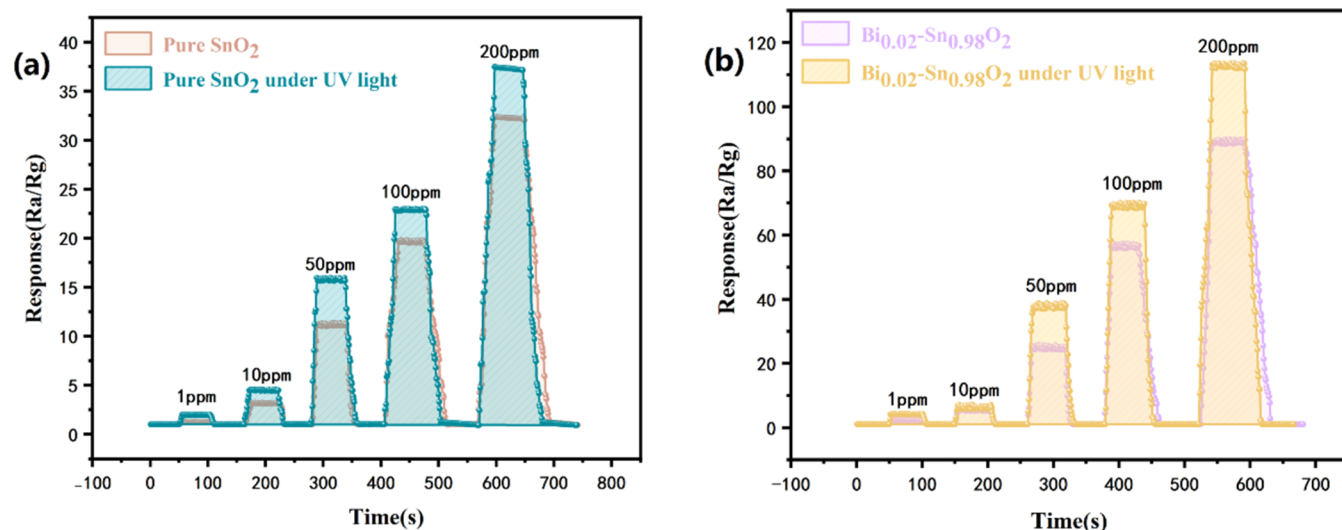 (a)
Pure SnO2
Pure SnO2 under UV light
Response(Ra/Rg)
40
35
30
25
20
15
10
5
0
1ppm
10ppm
50ppm
100ppm
200ppm
−100 0 100 200 300 400 500 600 700 800
Time(s)
(b)
Bi0.02-Sn0.98O2
Bi0.02-Sn0.98O2 under UV light
Response(Ra/Rg)
120
100
80
60
40
20
0
1ppm
10ppm
50ppm
100ppm
200ppm
−100 0 100 200 300 400 500 600 700
Time(s)